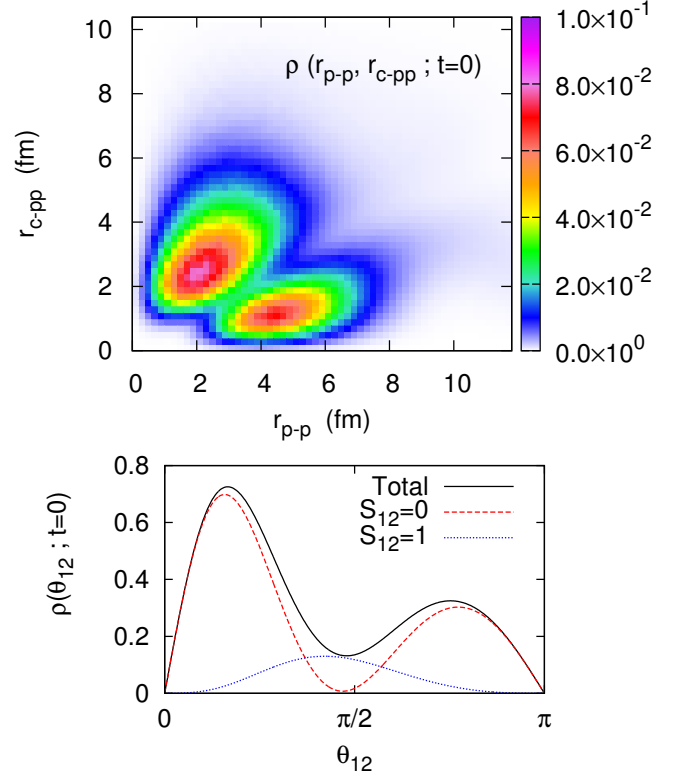 ρ (r_p-p, r_c-pp ; t=0)
r_c-pp (fm)
10
8
6
4
2
0
0 2 4 6 8 10
r_p-p (fm)
1.0×10⁻¹
8.0×10⁻²
6.0×10⁻²
4.0×10⁻²
2.0×10⁻²
0.0×10⁰
ρ(θ_12 ; t=0)
0.8
0.6
0.4
0.2
0
Total
S_12=0
S_12=1
0 π/2 π
θ_12